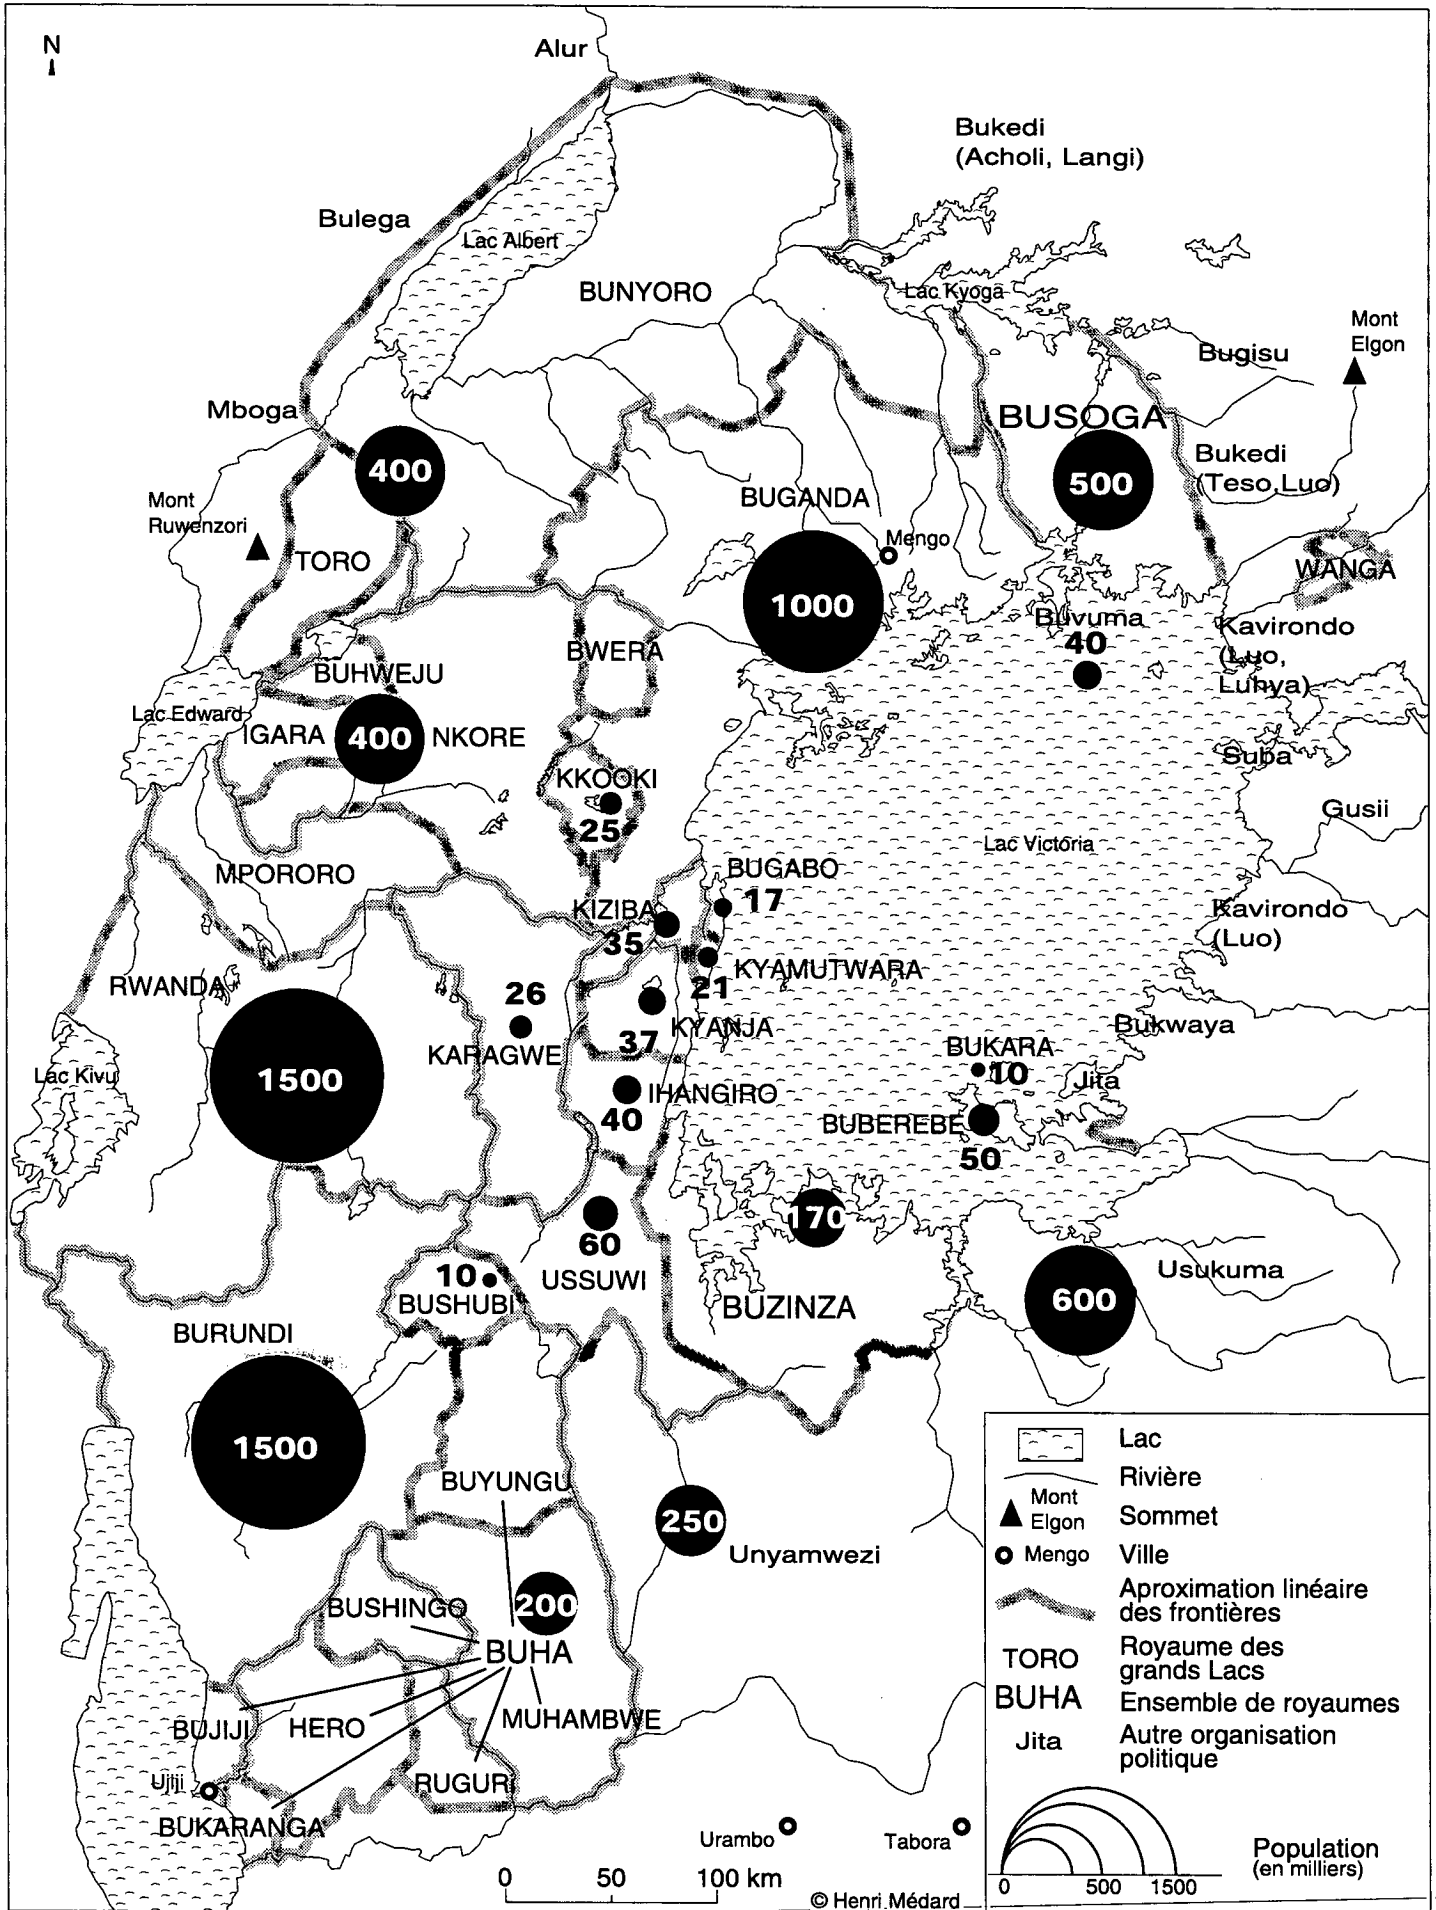 N
Alur
Bukedi
(Acholi, Langi)
Bulega
Lac Albert
BUNYORO
Lac Kyoga
Mont
Elgon
Bugisu
Mboga
BUSOGA
400
Bukedi
(Teso,Luo)
500
BUGANDA
Mont
Ruwenzori
Mengo
TORO
WANGA
1000
Buvuma
40
Kavirondo
(Luo,
Luhya)
BWERA
BUHWEJU
Lac Edward
IGARA
400
NKORE
Suba
KKOOKI
25
Gusii
Lac Victoria
MPORORO
BUGABO
17
KIZIBA
35
Kavirondo
(Luo)
KYAMUTWARA
21
RWANDA
26
KARAGWE
37
KYANJA
Bukwaya
BUKARA
10
Jita
Lac Kivu
1500
IHANGIRO
40
BUBEREBE
50
170
60
USSUWI
Usukuma
10
BUSHUBI
BUZINZA
600
BURUNDI
1500
BUYUNGU
250
Unyamwezi
200
BUSHINGO
BUHA
MUHAMBWE
BUJIJI
HERO
RUGURI
Ujiji
BUKARANGA
Urambo
Tabora
0 50 100 km
© Henri Médard
Lac
Rivière
Mont
Elgon
Sommet
Mengo
Ville
Aproximation linéaire
des frontières
TORO
Royaume des
grands Lacs
BUHA
Ensemble de royaumes
Jita
Autre organisation
politique
Population
(en milliers)
0 500 1500